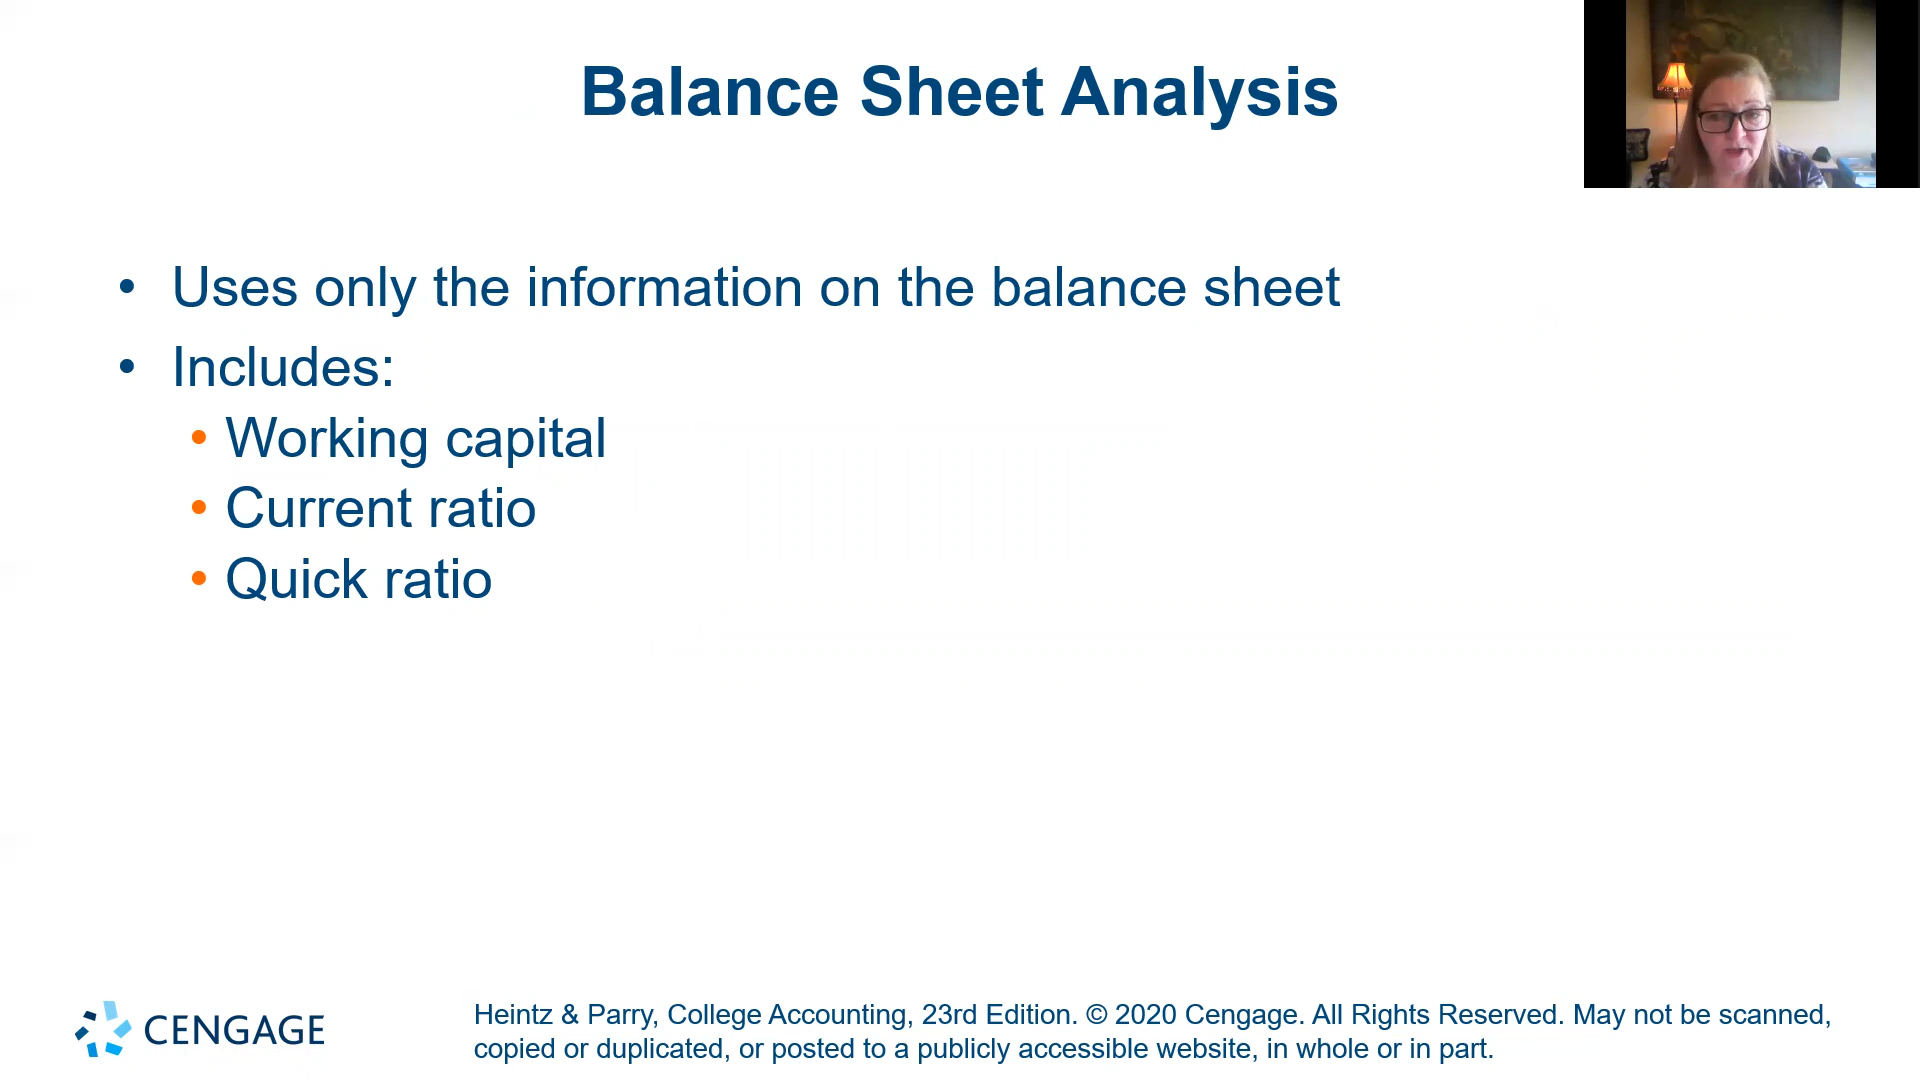 Balance Sheet Analysis
• Uses only the information on the balance sheet
• Includes:
• Working capital
• Current ratio
• Quick ratio
CENGAGE
Heintz & Parry, College Accounting, 23rd Edition. © 2020 Cengage. All Rights Reserved. May not be scanned,
copied or duplicated, or posted to a publicly accessible website, in whole or in part.